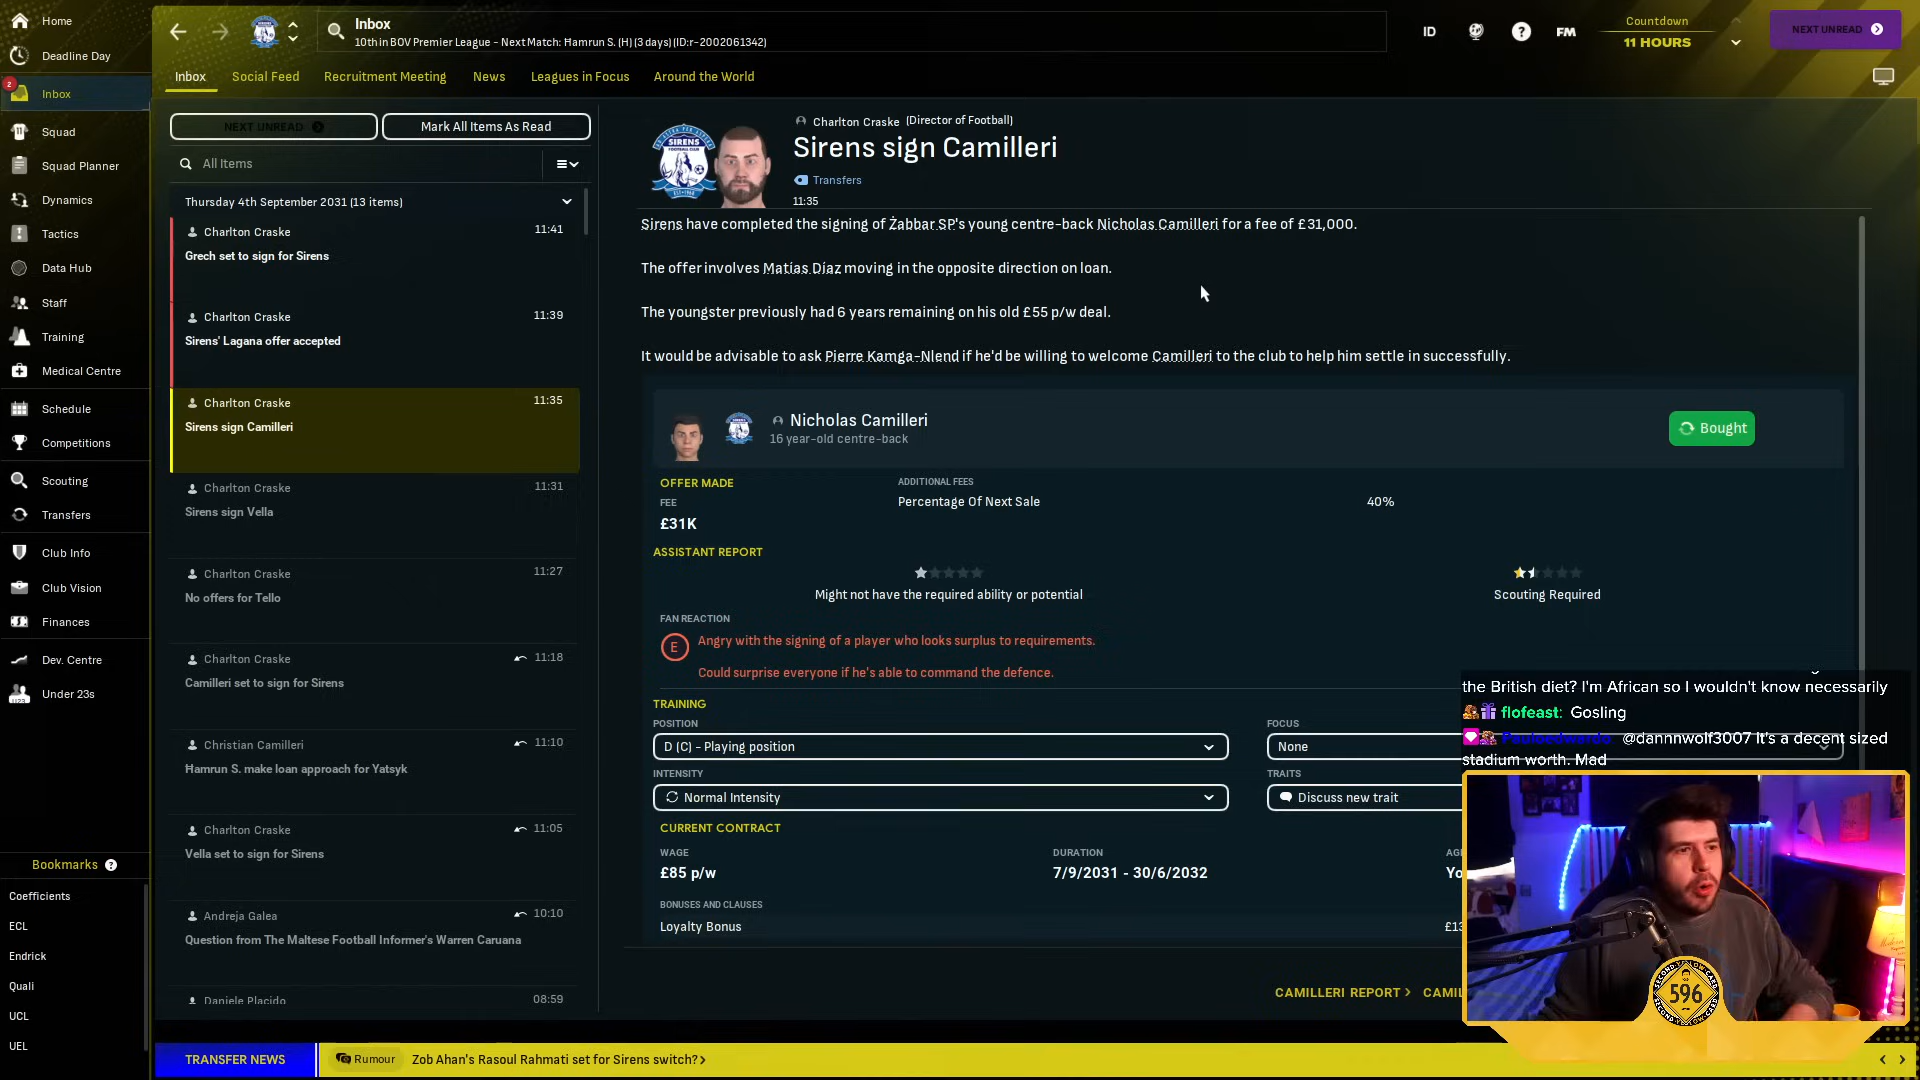 Home
Deadline Day
2
Inbox
Squad
Squad Planner
Dynamics
Tactics
Data Hub
Staff
Training
Medical Centre
Schedule
Competitions
Scouting
Transfers
Club Info
Club Vision
Finances
Dev. Centre
Under 23s
Bookmarks ?
Coefficients
ECL
Endrick
Quali
UCL
UEL
Inbox
10th in BOV Premier League - Next Match: Ħamrun S. (H) (3 days) (ID:r-2002061342)
ID
?
FM
Countdown
11 HOURS
NEXT UNREAD
Inbox
Social Feed
Recruitment Meeting
News
Leagues in Focus
Around the World
NEXT UNREAD
Mark All Items As Read
All Items
Thursday 4th September 2031 (13 items)
Charlton Craske 11:41
Grech set to sign for Sirens
Charlton Craske 11:39
Sirens' Lagana offer accepted
Charlton Craske 11:35
Sirens sign Camilleri
Charlton Craske 11:31
Sirens sign Vella
Charlton Craske 11:27
No offers for Tello
Charlton Craske 11:18
Camilleri set to sign for Sirens
Christian Camilleri 11:10
Ħamrun S. make loan approach for Yatsyk
Charlton Craske 11:05
Vella set to sign for Sirens
Andreja Galea 10:10
Question from The Maltese Football Informer's Warren Caruana
Daniele Placido 08:59
SIRENS
Charlton Craske (Director of Football)
Sirens sign Camilleri
Transfers
11:35
Sirens have completed the signing of Żabbar SP's young centre-back Nicholas Camilleri for a fee of £31,000.
The offer involves Matías Díaz moving in the opposite direction on loan.
The youngster previously had 6 years remaining on his old £55 p/w deal.
It would be advisable to ask Pierre Kamga-Nlend if he'd be willing to welcome Camilleri to the club to help him settle in successfully.
Nicholas Camilleri
16 year-old centre-back
Bought
OFFER MADE
FEE
£31K
ADDITIONAL FEES
Percentage Of Next Sale 40%
ASSISTANT REPORT
Might not have the required ability or potential
Scouting Required
FAN REACTION
E
Angry with the signing of a player who looks surplus to requirements.
Could surprise everyone if he's able to command the defence.
TRAINING
POSITION
D (C) - Playing position
FOCUS
None
INTENSITY
Normal Intensity
TRAITS
Discuss new trait
CURRENT CONTRACT
WAGE
£85 p/w
DURATION
7/9/2031 - 30/6/2032
BONUSES AND CLAUSES
Loyalty Bonus
CAMILLERI REPORT
the British diet? I'm African so I wouldn't know necessarily
flofeast: Gosling
Pauloedwardo: @dannnwolf3007 It's a decent sized
stadium worth. Mad
SECOND YELLOW CARD
596
TRANSFER NEWS
Rumour
Zob Ahan's Rasoul Rahmati set for Sirens switch?